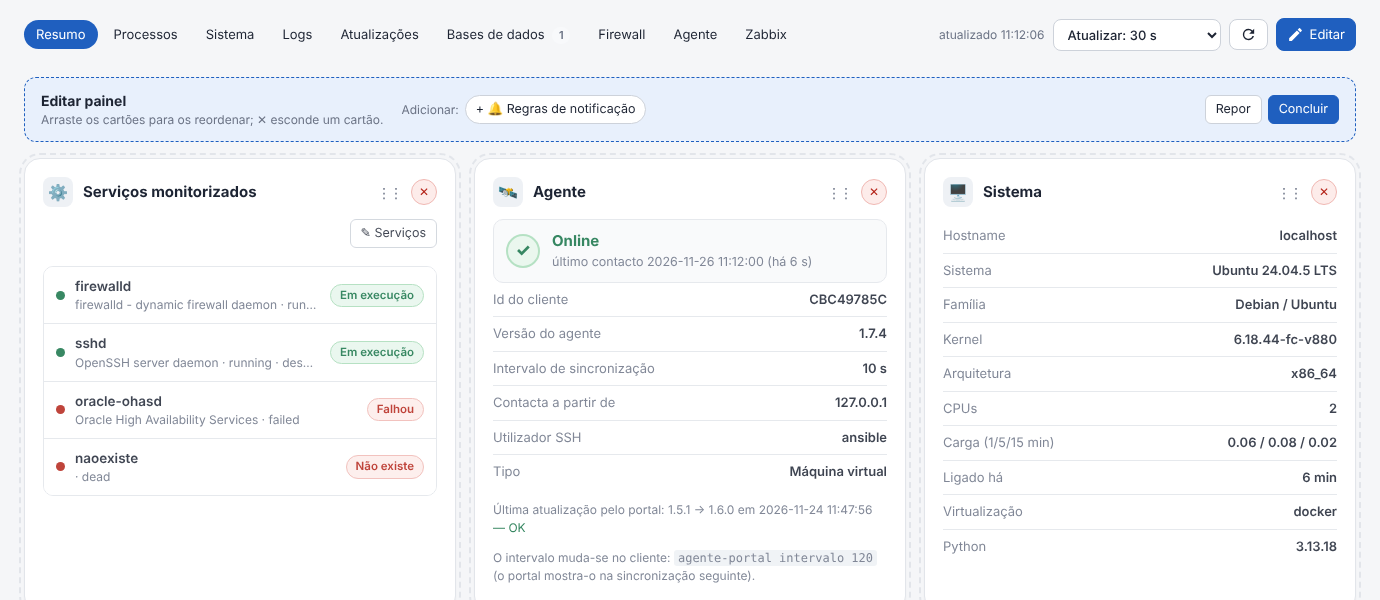 Resumo Processos Sistema Logs Atualizações Bases de dados 1 Firewall Agente Zabbix atualizado 11:12:06 Atualizar: 30 s Editar
Editar painel
Arraste os cartões para os reordenar; ✕ esconde um cartão.
Adicionar: + 🔔 Regras de notificação
Repor Concluir
Serviços monitorizados
✎ Serviços
firewalld
firewalld - dynamic firewall daemon · run...
Em execução
sshd
OpenSSH server daemon · running · des...
Em execução
oracle-ohasd
Oracle High Availability Services · failed
Falhou
naoexiste
· dead
Não existe
Agente
Online
último contacto 2026-11-26 11:12:00 (há 6 s)
Id do cliente CBC49785C
Versão do agente 1.7.4
Intervalo de sincronização 10 s
Contacta a partir de 127.0.0.1
Utilizador SSH ansible
Tipo Máquina virtual
Última atualização pelo portal: 1.5.1 → 1.6.0 em 2026-11-24 11:47:56
— OK
O intervalo muda-se no cliente: agente-portal intervalo 120
(o portal mostra-o na sincronização seguinte).
Sistema
Hostname localhost
Sistema Ubuntu 24.04.5 LTS
Família Debian / Ubuntu
Kernel 6.18.44-fc-v880
Arquitetura x86_64
CPUs 2
Carga (1/5/15 min) 0.06 / 0.08 / 0.02
Ligado há 6 min
Virtualização docker
Python 3.13.18